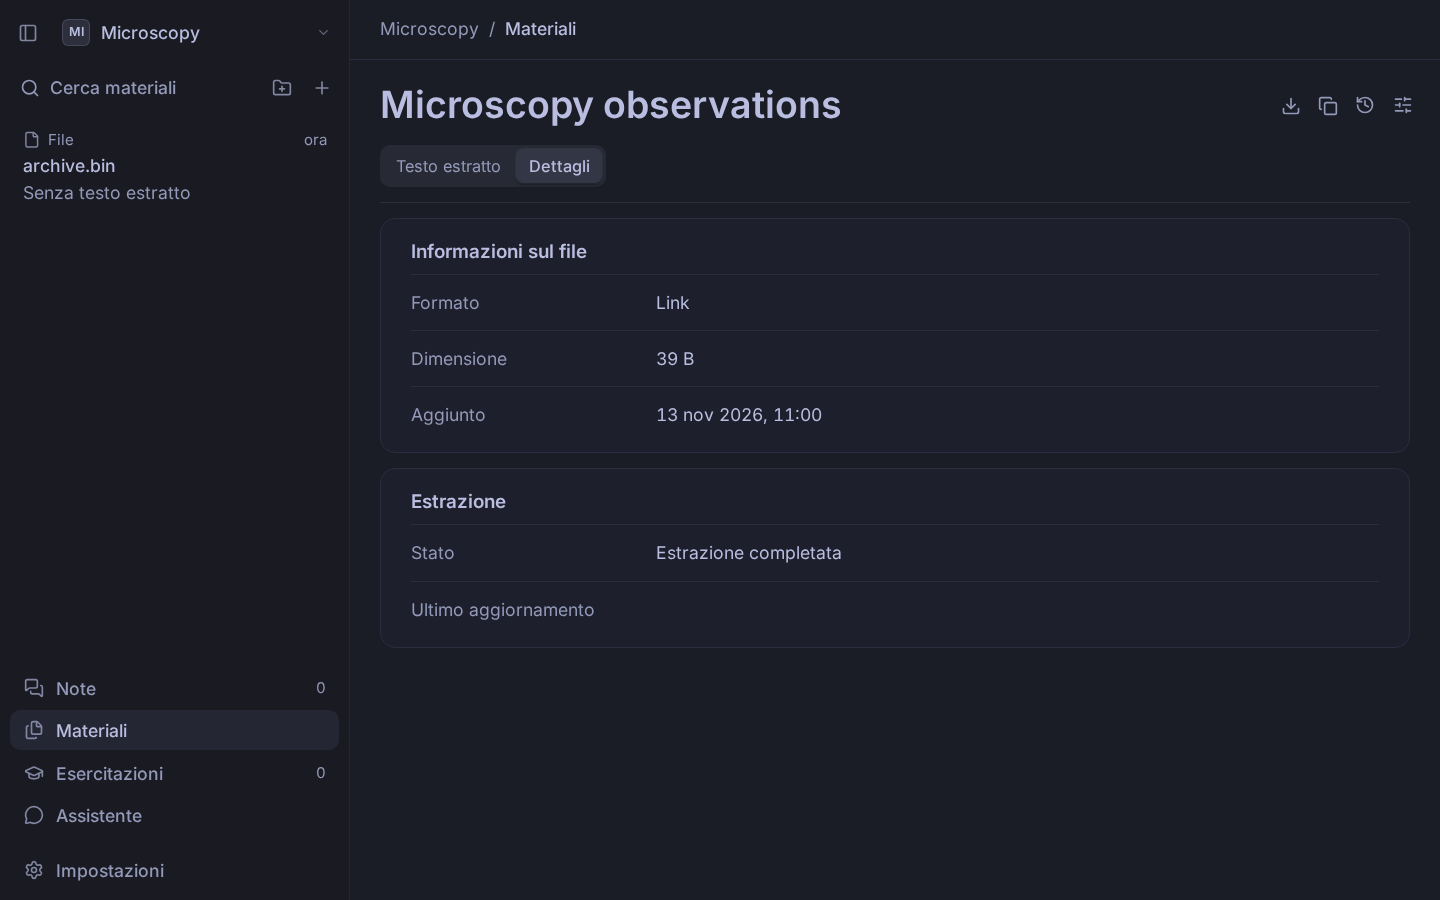 MI Microscopy
Cerca materiali
File ora
archive.bin
Senza testo estratto
Note 0
Materiali
Esercitazioni 0
Assistente
Impostazioni
Microscopy / Materiali
Microscopy observations
Testo estratto Dettagli
Informazioni sul file
Formato Link
Dimensione 39 B
Aggiunto 13 nov 2026, 11:00
Estrazione
Stato Estrazione completata
Ultimo aggiornamento